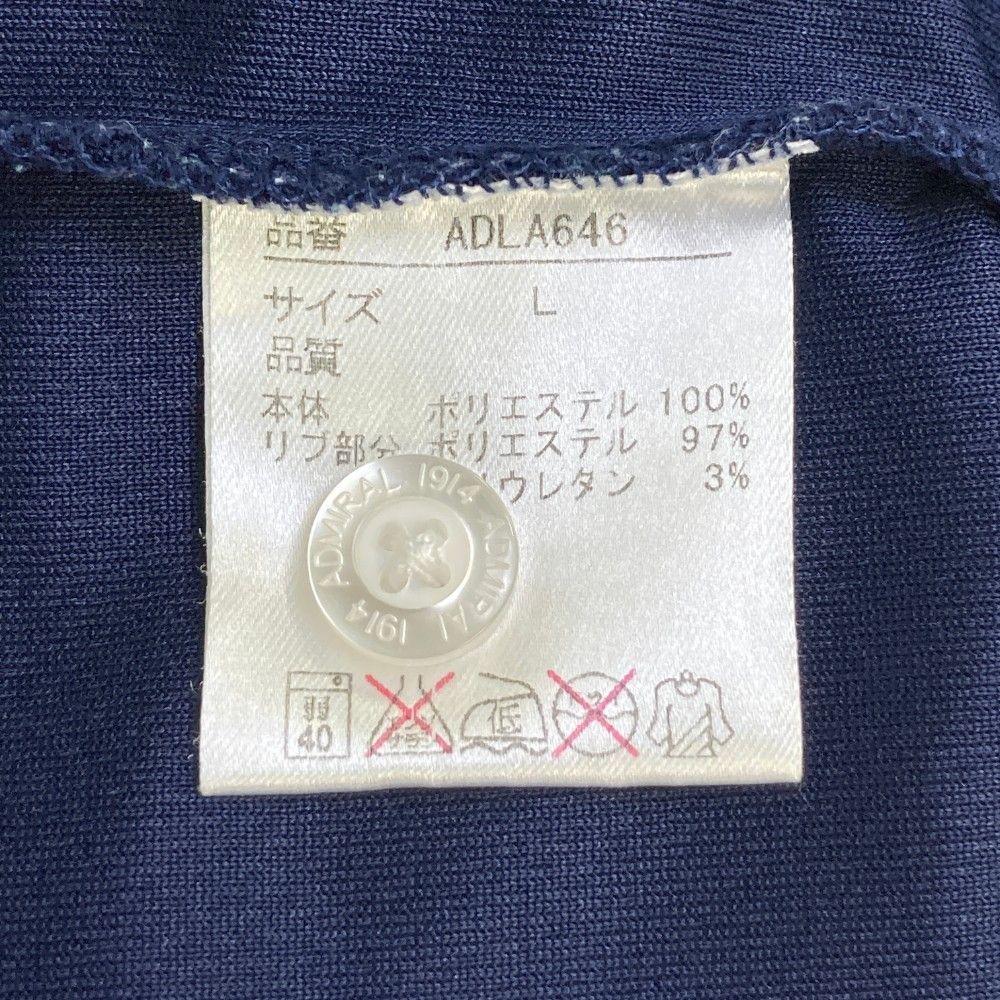 品番 ADLA646
サイズ L
品質
本体 ポリエステル 100%
リブ部分 ポリエステル 97%
ウレタン 3%
ADMIRAL 1914 ADMIRAL 1914
40
低